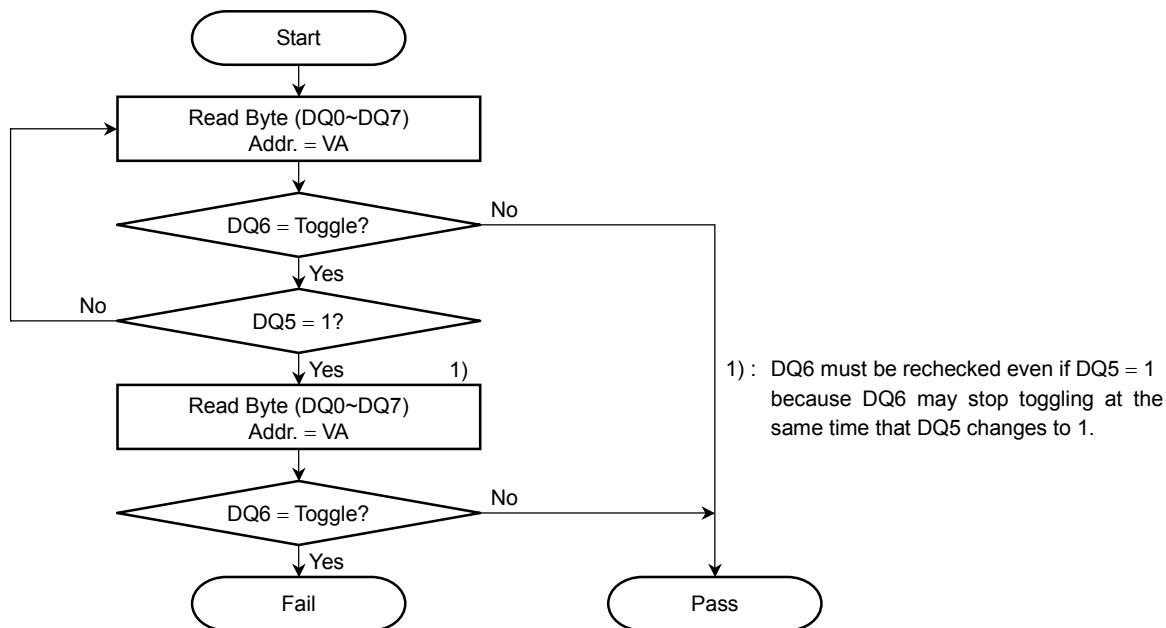 Start
Read Byte (DQ0~DQ7)
Addr. = VA
DQ6 = Toggle?
No
Yes
No
DQ5 = 1?
Yes
1)
Read Byte (DQ0~DQ7)
Addr. = VA
1) : DQ6 must be rechecked even if DQ5 = 1
because DQ6 may stop toggling at the
same time that DQ5 changes to 1.
DQ6 = Toggle?
No
Yes
Fail
Pass